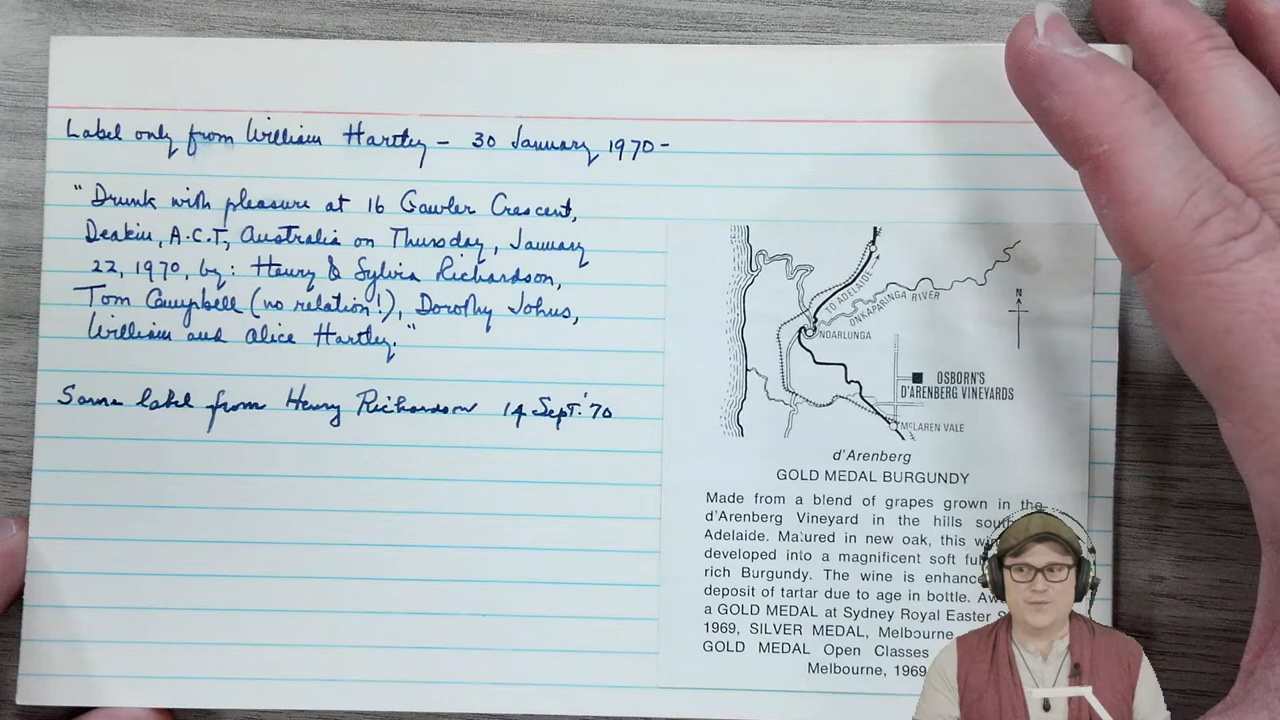 Label only from William Hartley – 30 January 1970 –
"Drunk with pleasure at 16 Gawler Crescent,
Deakin, A.C.T, Australia on Thursday, January
22, 1970, by: Henry & Sylvia Richardson,
Tom Campbell (no relation!), Dorothy Johns,
William and Alice Hartley."
Same label from Henry Richardson 14 Sept. '70
TO ADELAIDE
ONKAPARINGA RIVER
N
NOARLUNGA
OSBORN'S
D'ARENBERG VINEYARDS
McLAREN VALE
d'Arenberg
GOLD MEDAL BURGUNDY
Made from a blend of grapes grown in the
d'Arenberg Vineyard in the hills
Adelaide. Matured in new oak, this
developed into a magnificent soft
rich Burgundy. The wine is
deposit of tartar due to age in bottle.
a GOLD MEDAL at Sydney Royal Easter
1969, SILVER MEDAL, Melbourne
GOLD MEDAL Open Classes
Melbourne, 1969